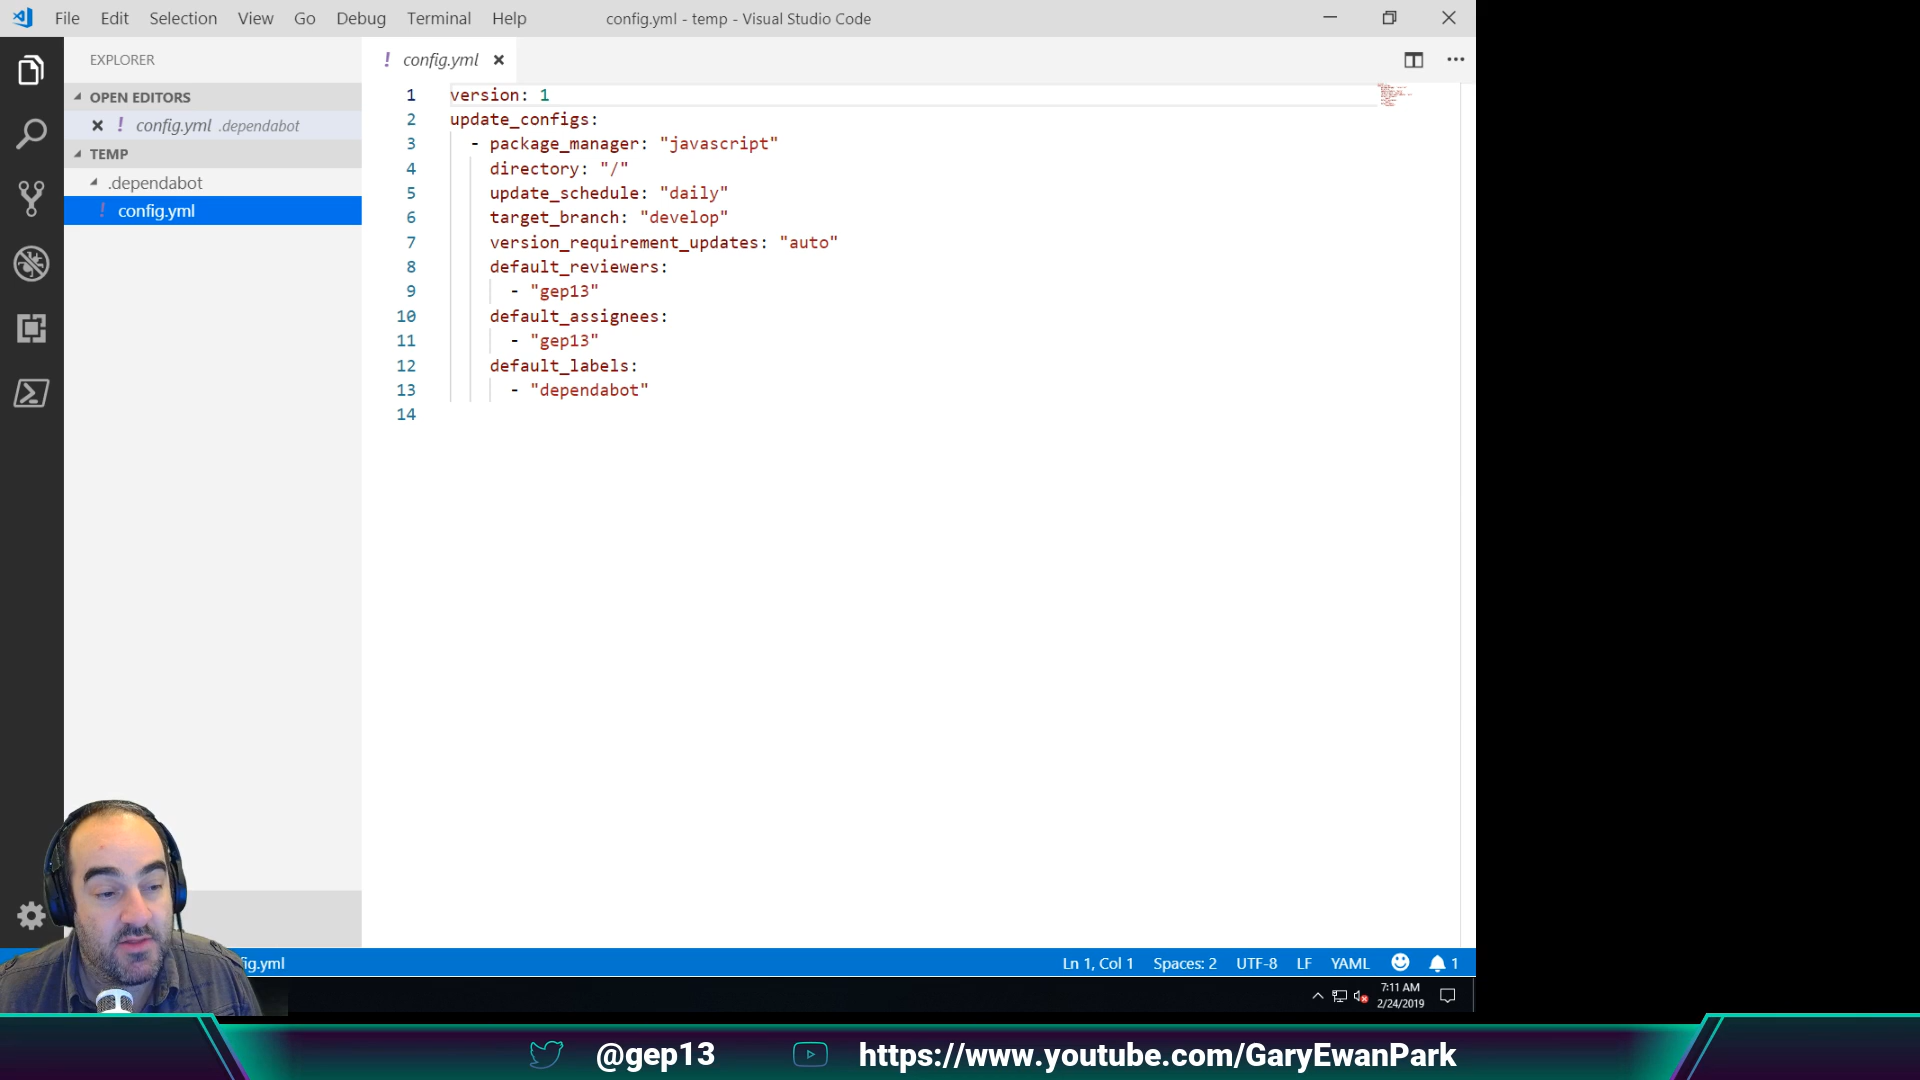 File Edit Selection View Go Debug Terminal Help config.yml - temp - Visual Studio Code
EXPLORER
OPEN EDITORS
config.yml .dependabot
TEMP
.dependabot
config.yml
config.yml
1 version: 1
2 update_configs:
3 - package_manager: "javascript"
4 directory: "/"
5 update_schedule: "daily"
6 target_branch: "develop"
7 version_requirement_updates: "auto"
8 default_reviewers:
9 - "gep13"
10 default_assignees:
11 - "gep13"
12 default_labels:
13 - "dependabot"
14
fig.yml Ln 1, Col 1 Spaces: 2 UTF-8 LF YAML 1
7:11 AM
2/24/2019
@gep13 https://www.youtube.com/GaryEwanPark